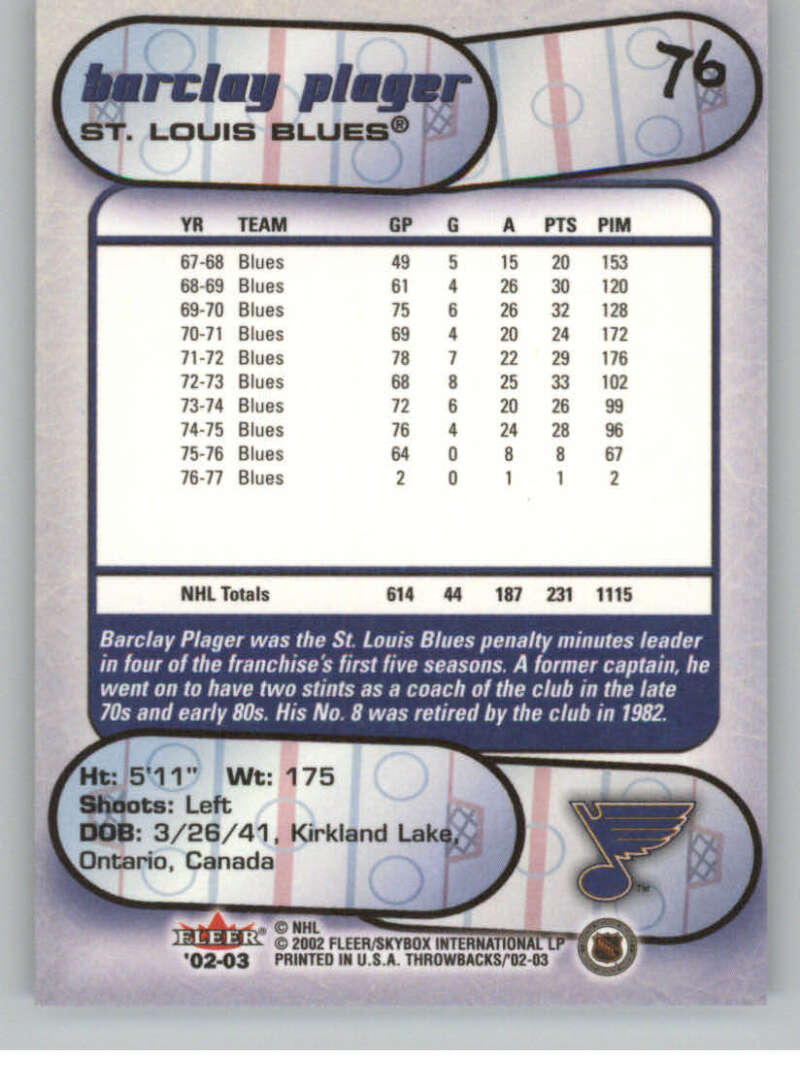 barclay plager
ST. LOUIS BLUES®
76
YR TEAM GP G A PTS PIM
67-68 Blues 49 5 15 20 153
68-69 Blues 61 4 26 30 120
69-70 Blues 75 6 26 32 128
70-71 Blues 69 4 20 24 172
71-72 Blues 78 7 22 29 176
72-73 Blues 68 8 25 33 102
73-74 Blues 72 6 20 26 99
74-75 Blues 76 4 24 28 96
75-76 Blues 64 0 8 8 67
76-77 Blues 2 0 1 1 2
NHL Totals 614 44 187 231 1115
Barclay Plager was the St. Louis Blues penalty minutes leader
in four of the franchise's first five seasons. A former captain, he
went on to have two stints as a coach of the club in the late
70s and early 80s. His No. 8 was retired by the club in 1982.
Ht: 5'11" Wt: 175
Shoots: Left
DOB: 3/26/41, Kirkland Lake,
Ontario, Canada
TM
FLEER®
'02-03
© NHL
© 2002 FLEER/SKYBOX INTERNATIONAL LP
PRINTED IN U.S.A. THROWBACKS/'02-03